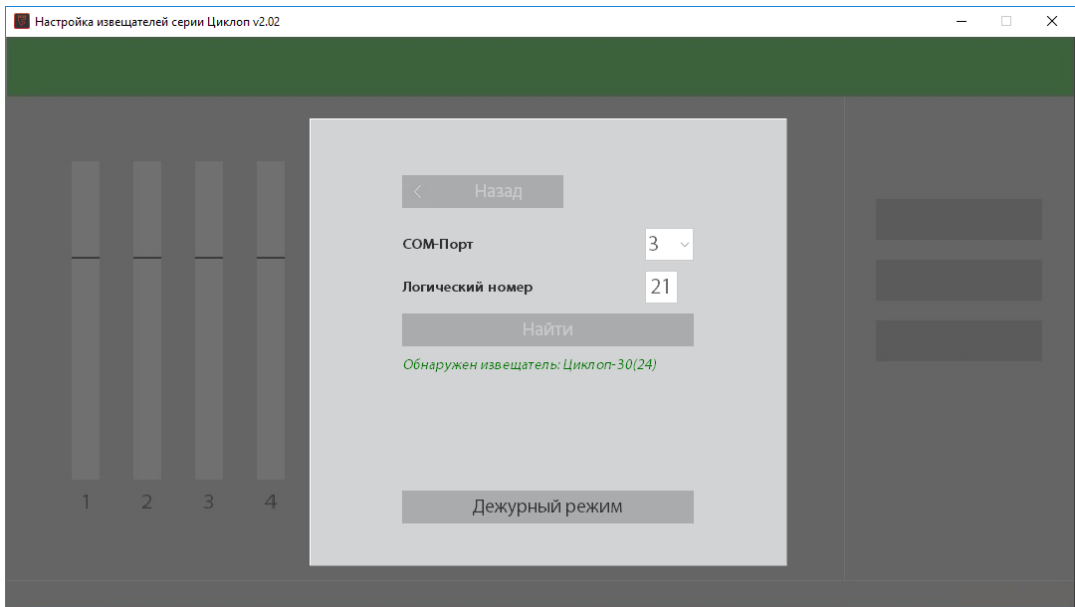 Настройка извещателей серии Циклоп v2.02
Назад
COM-Порт
3
Логический номер
21
Найти
Обнаружен извещатель: Циклоп-30(24)
1 2 3 4
Дежурный режим